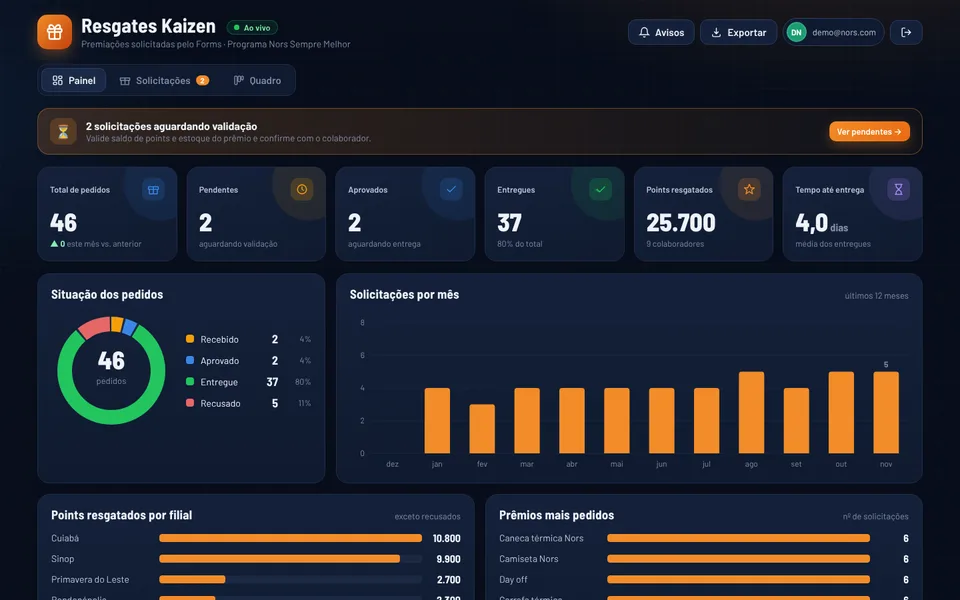 Resgates Kaizen
Ao vivo
Premiações solicitadas pelo Forms · Programa Nors Sempre Melhor
Avisos
Exportar
DN
demo@nors.com
Painel
Solicitações 2
Quadro
2 solicitações aguardando validação
Valide saldo de points e estoque do prêmio e confirme com o colaborador.
Ver pendentes →
Total de pedidos
46
▲ 0 este mês vs. anterior
Pendentes
2
aguardando validação
Aprovados
2
aguardando entrega
Entregues
37
80% do total
Points resgatados
25.700
9 colaboradores
Tempo até entrega
4,0 dias
média dos entregues
Situação dos pedidos
46
pedidos
Recebido 2 4%
Aprovado 2 4%
Entregue 37 80%
Recusado 5 11%
Solicitações por mês
últimos 12 meses
8
6
4
2
0
5
dez jan fev mar abr mai jun jul ago set out nov
Points resgatados por filial
exceto recusados
Cuiabá 10.800
Sinop 9.900
Primavera do Leste 2.700
Rondonópolis 2.300
Prêmios mais pedidos
nº de solicitações
Caneca térmica Nors 6
Camiseta Nors 6
Day off 6
Garrafa térmica 6